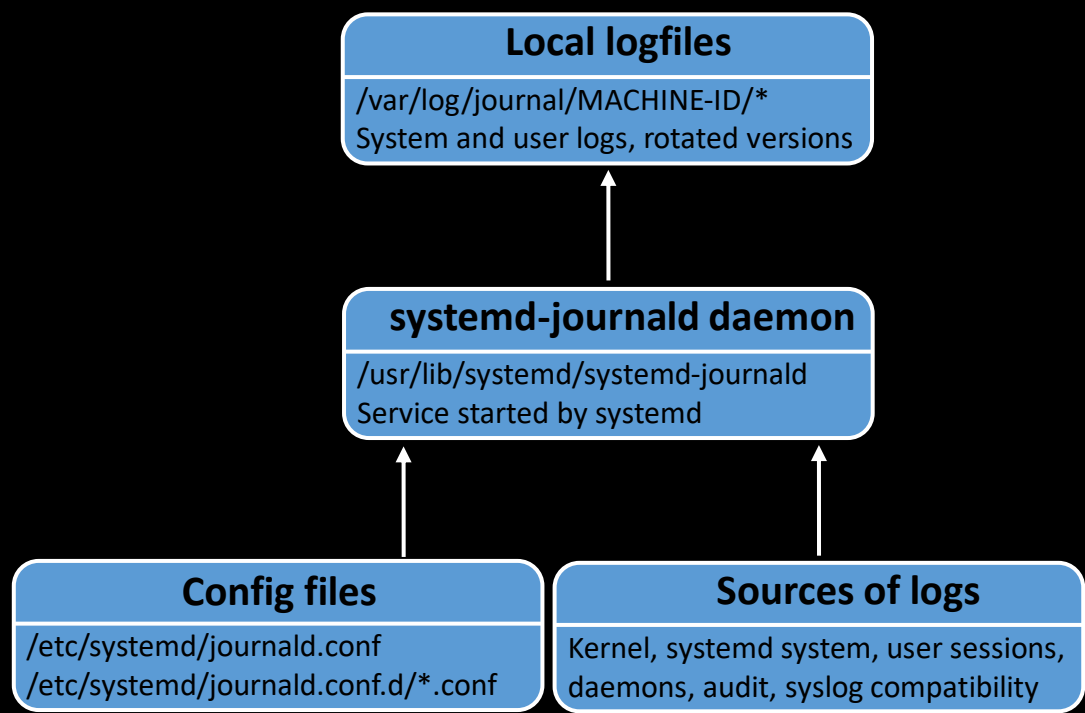 Local logfiles
/var/log/journal/MACHINE-ID/*
System and user logs, rotated versions
systemd-journald daemon
/usr/lib/systemd/systemd-journald
Service started by systemd
Config files
/etc/systemd/journald.conf
/etc/systemd/journald.conf.d/*.conf
Sources of logs
Kernel, systemd system, user sessions,
daemons, audit, syslog compatibility